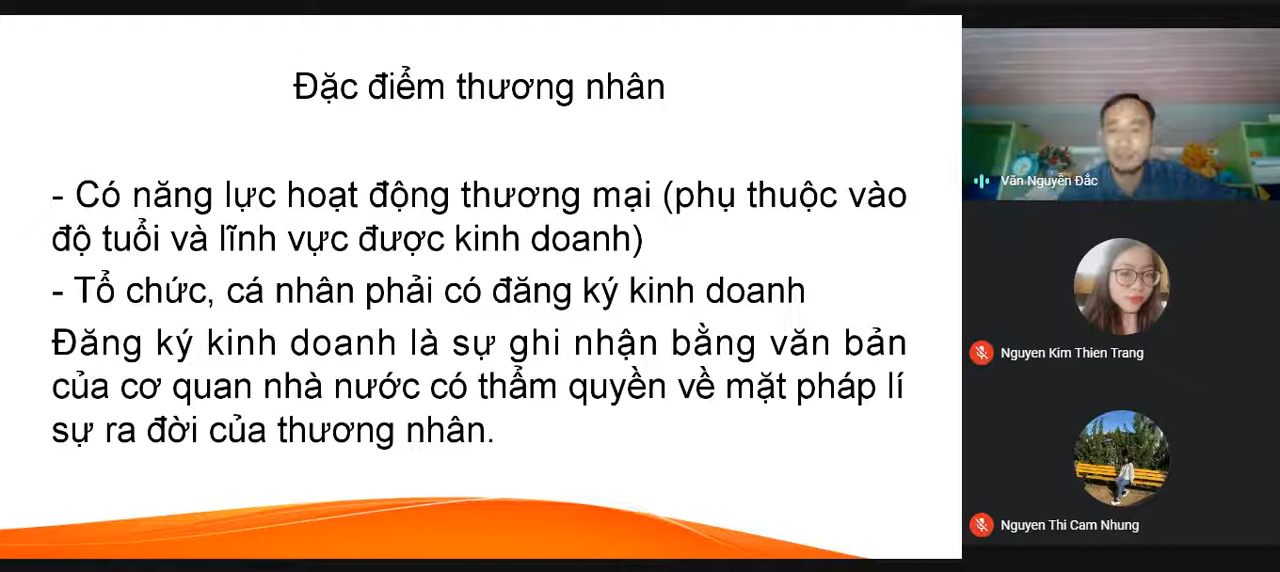 Đặc điểm thương nhân
- Có năng lực hoạt động thương mại (phụ thuộc vào
độ tuổi và lĩnh vực được kinh doanh)
- Tổ chức, cá nhân phải có đăng ký kinh doanh
Đăng ký kinh doanh là sự ghi nhận bằng văn bản
của cơ quan nhà nước có thẩm quyền về mặt pháp lí
sự ra đời của thương nhân.
Văn Nguyễn Đắc
Nguyen Kim Thien Trang
Nguyen Thi Cam Nhung